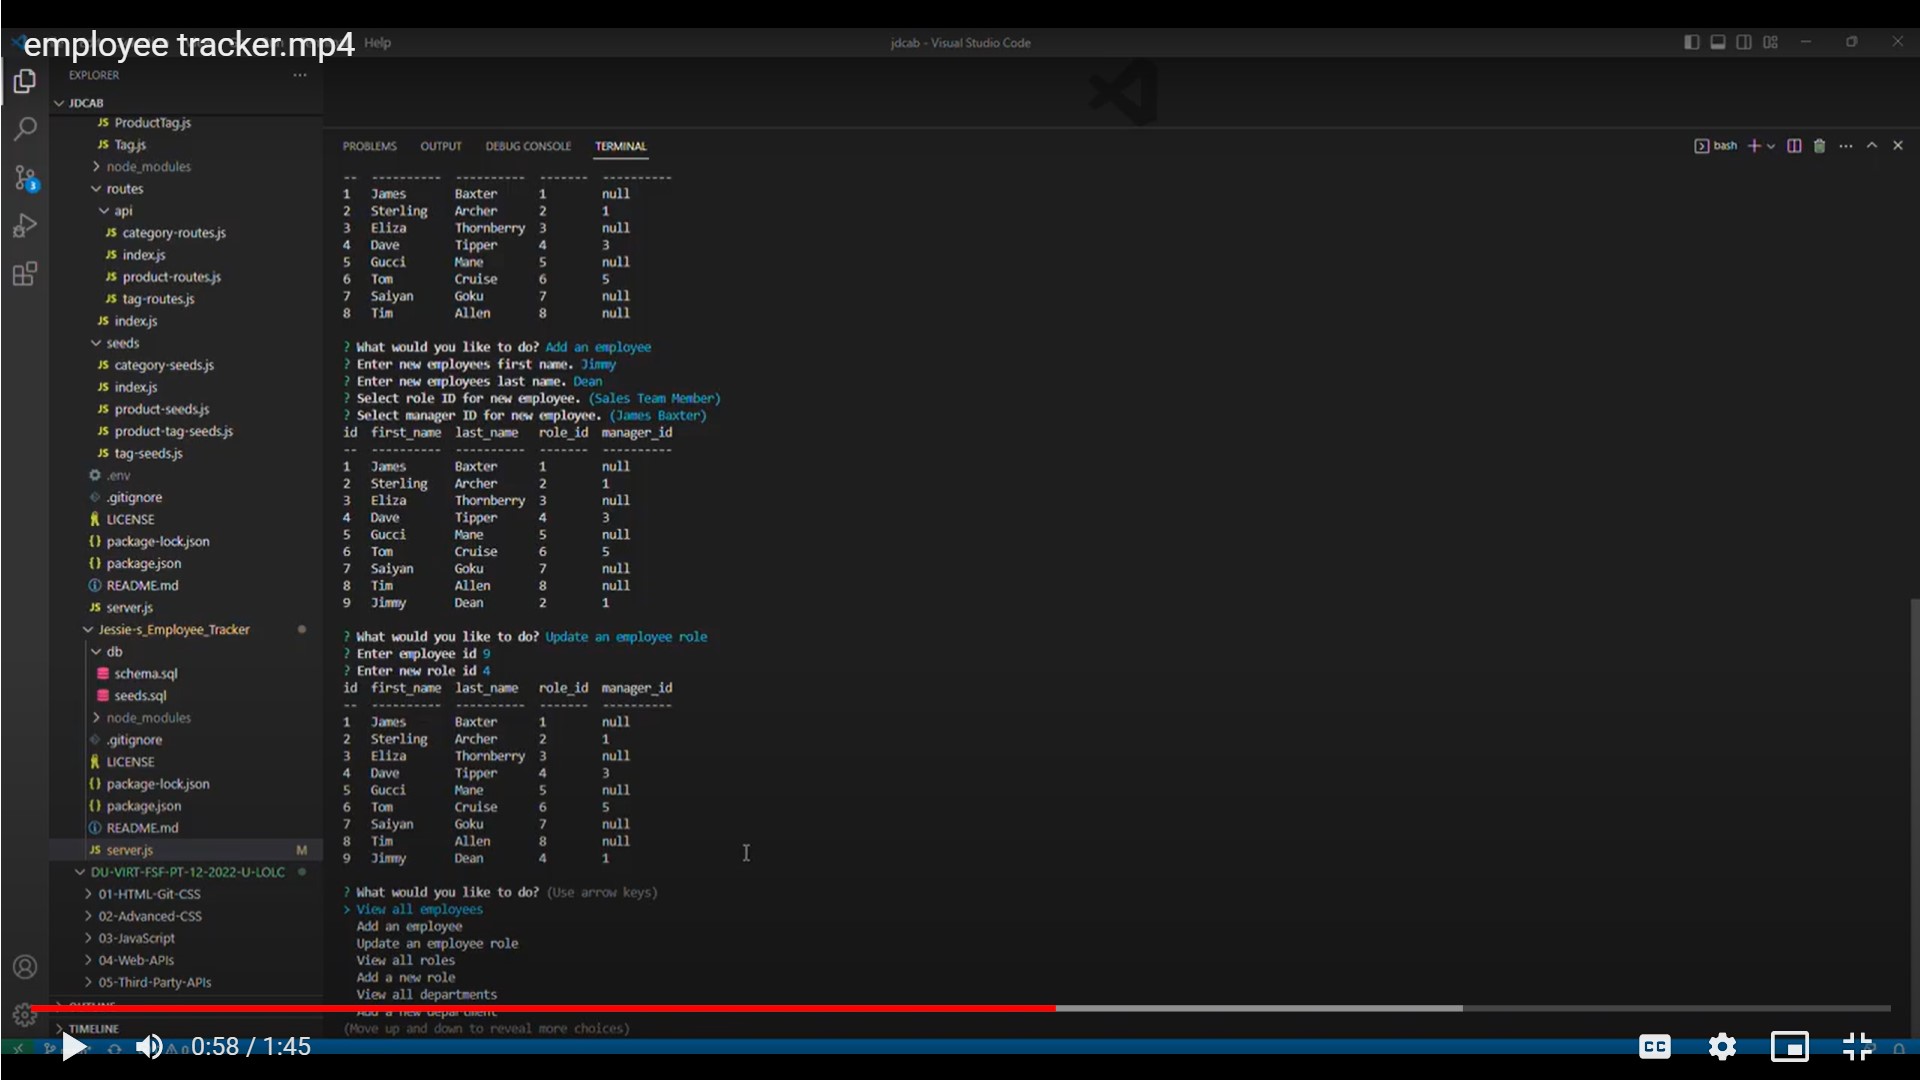 employee tracker.mp4
Help
jdcab - Visual Studio Code
EXPLORER
JDCAB
JS ProductTag.js
JS Tag.js
node_modules
routes
api
JS category-routes.js
JS index.js
JS product-routes.js
JS tag-routes.js
JS index.js
seeds
JS category-seeds.js
JS index.js
JS product-seeds.js
JS product-tag-seeds.js
JS tag-seeds.js
.env
.gitignore
LICENSE
{} package-lock.json
{} package.json
README.md
JS server.js
Jessie-s_Employee_Tracker
db
schema.sql
seeds.sql
node_modules
.gitignore
LICENSE
{} package-lock.json
{} package.json
README.md
JS server.js M
DU-VIRT-FSF-PT-12-2022-U-LOLC
01-HTML-Git-CSS
02-Advanced-CSS
03-JavaScript
04-Web-APIs
05-Third-Party-APIs
OUTLINE
TIMELINE
3
PROBLEMS OUTPUT DEBUG CONSOLE TERMINAL
bash
-- ---------- ---------- ------- ----------
1 James Baxter 1 null
2 Sterling Archer 2 1
3 Eliza Thornberry 3 null
4 Dave Tipper 4 3
5 Gucci Mane 5 null
6 Tom Cruise 6 5
7 Saiyan Goku 7 null
8 Tim Allen 8 null
? What would you like to do? Add an employee
? Enter new employees first name. Jimmy
? Enter new employees last name. Dean
? Select role ID for new employee. (Sales Team Member)
? Select manager ID for new employee. (James Baxter)
id first_name last_name role_id manager_id
-- ---------- ---------- ------- ----------
1 James Baxter 1 null
2 Sterling Archer 2 1
3 Eliza Thornberry 3 null
4 Dave Tipper 4 3
5 Gucci Mane 5 null
6 Tom Cruise 6 5
7 Saiyan Goku 7 null
8 Tim Allen 8 null
9 Jimmy Dean 2 1
? What would you like to do? Update an employee role
? Enter employee id 9
? Enter new role id 4
id first_name last_name role_id manager_id
-- ---------- ---------- ------- ----------
1 James Baxter 1 null
2 Sterling Archer 2 1
3 Eliza Thornberry 3 null
4 Dave Tipper 4 3
5 Gucci Mane 5 null
6 Tom Cruise 6 5
7 Saiyan Goku 7 null
8 Tim Allen 8 null
9 Jimmy Dean 4 1
? What would you like to do? (Use arrow keys)
> View all employees
Add an employee
Update an employee role
View all roles
Add a new role
View all departments
Add a new department
(Move up and down to reveal more choices)
0:58 / 1:45
CC